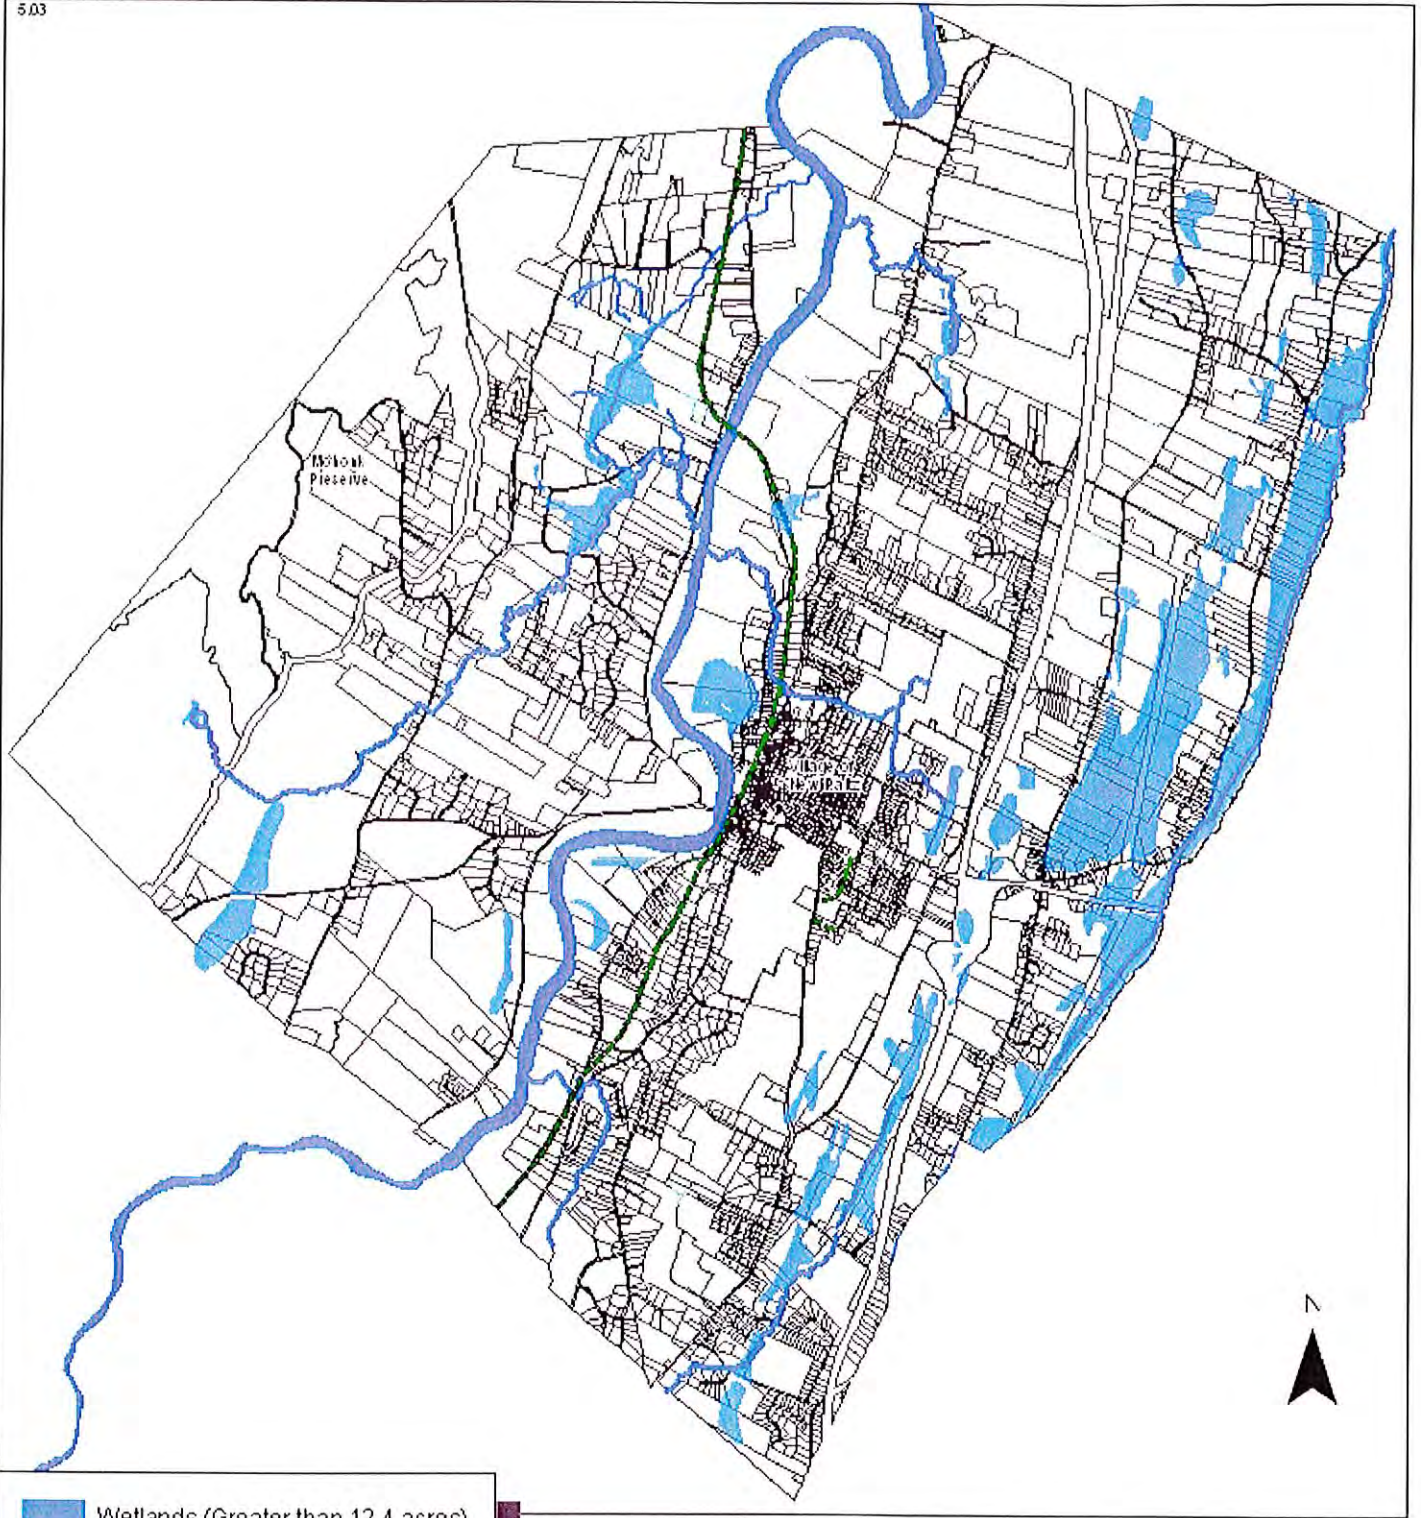 5.03
Mohonk
Preserve
Village of
New Paltz
N
Wetlands (Greater than 12.4 acres)